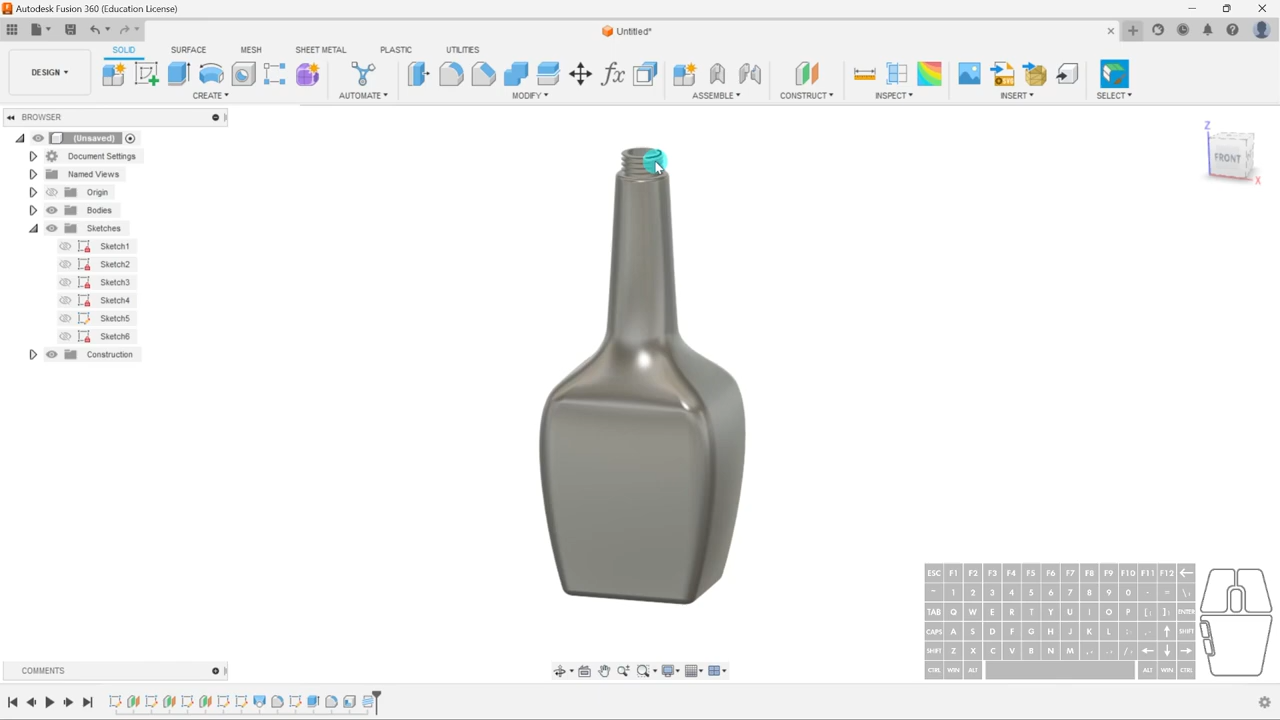 Autodesk Fusion 360 (Education License)
Untitled*
DESIGN
SOLID SURFACE MESH SHEET METAL PLASTIC UTILITIES
CREATE AUTOMATE MODIFY ASSEMBLE CONSTRUCT INSPECT INSERT SELECT
BROWSER
(Unsaved)
Document Settings
Named Views
Origin
Bodies
Sketches
Sketch1
Sketch2
Sketch3
Sketch4
Sketch5
Sketch6
Construction
Z
FRONT
X
ESC F1 F2 F3 F4 F5 F6 F7 F8 F9 F10 F11 F12
~ 1 2 3 4 5 6 7 8 9 0 - =
TAB Q W E R T Y U I O P [ ] ENTER
CAPS A S D F G H J K L ; SHIFT
SHIFT Z X C V B N M
CTRL WIN ALT ALT WIN CTRL
COMMENTS